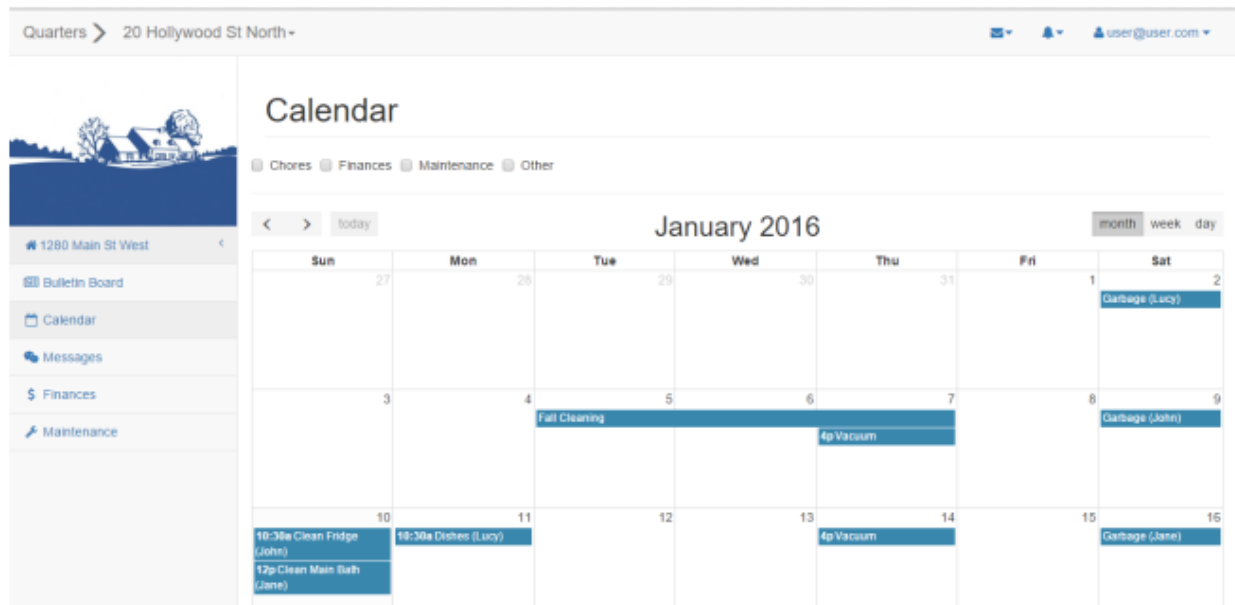 Quarters 20 Hollywood St North
user@user.com
Calendar
Chores Finances Maintenance Other
today
January 2016
month week day
1280 Main St West
Bulletin Board
Calendar
Messages
$ Finances
Maintenance
Sun Mon Tue Wed Thu Fri Sat
27 28 29 30 31 1 2
Garbage (Lucy)
3 4 5 6 7 8 9
Fall Cleaning
Garbage (John)
4p Vacuum
10 11 12 13 14 15 16
10:30a Clean Fridge
(John)
10:30a Dishes (Lucy)
4p Vacuum
Garbage (Jane)
12p Clean Main Bath
(Jane)